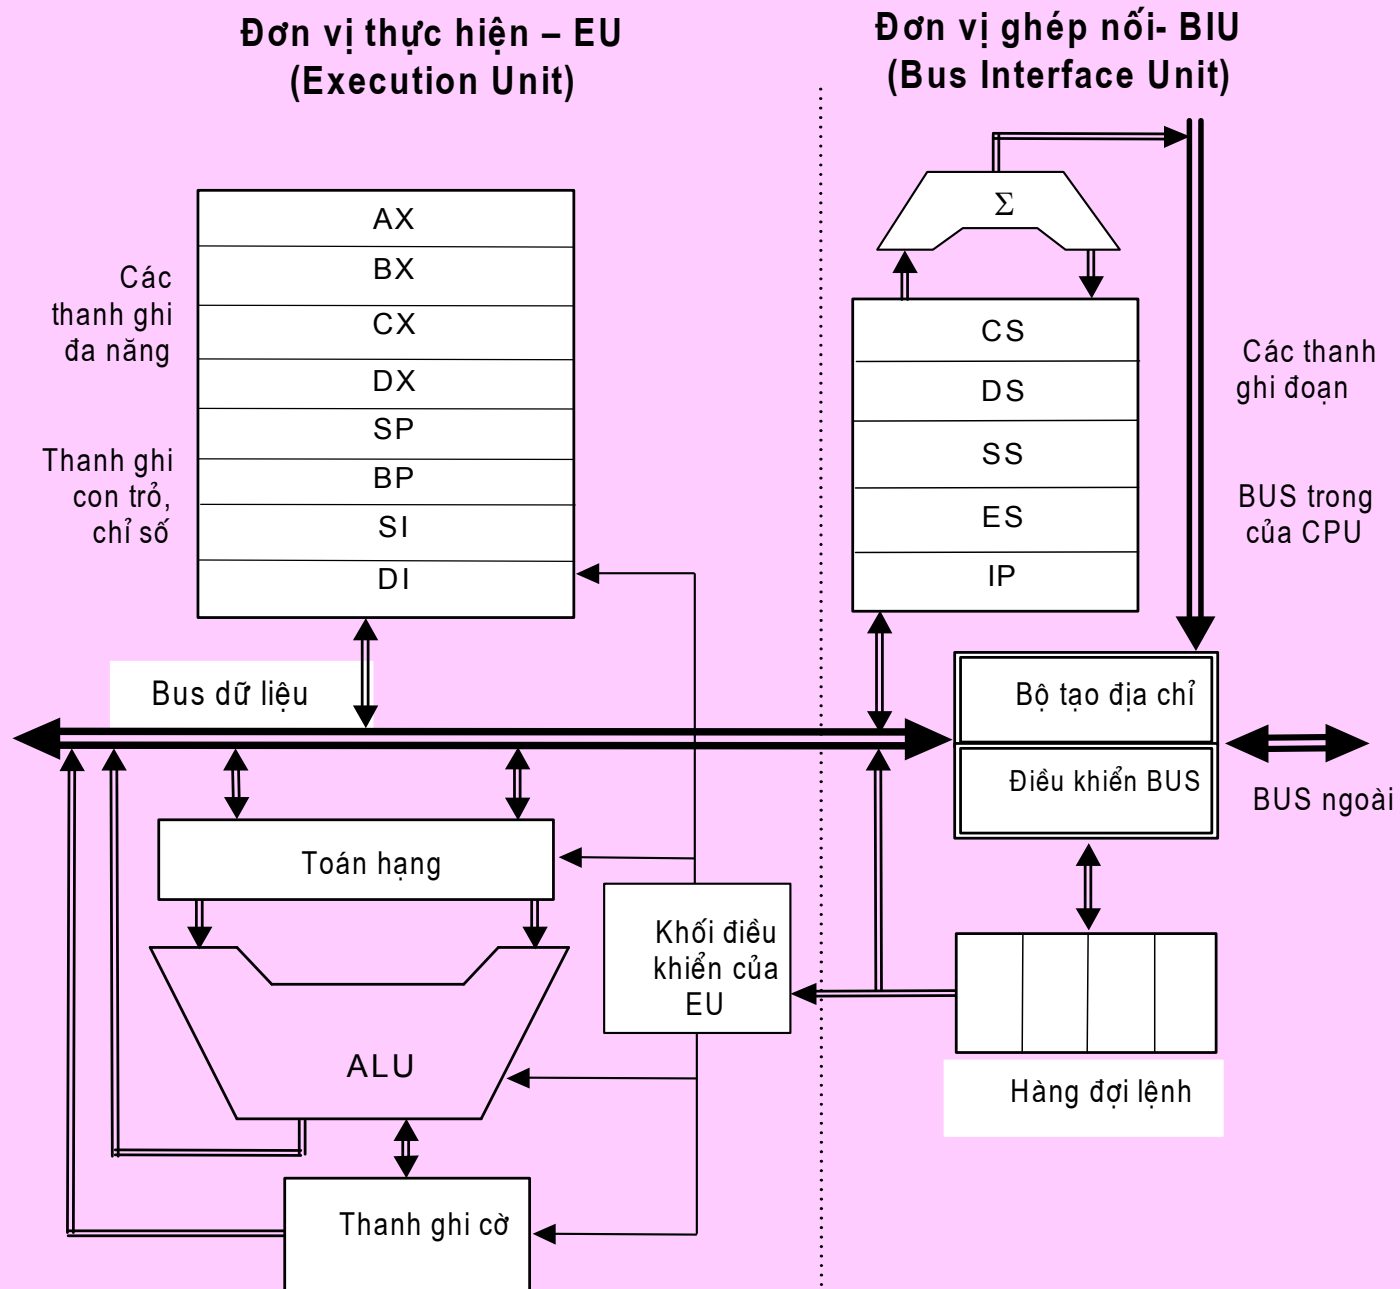 Đơn vị thực hiện – EU
(Execution Unit)
Đơn vị ghép nối- BIU
(Bus Interface Unit)
Σ
AX
BX
CX
DX
SP
BP
SI
DI
Các
thanh ghi
đa năng
Thanh ghi
con trỏ,
chỉ số
CS
DS
SS
ES
IP
Các thanh
ghi đoạn
BUS trong
của CPU
Bus dữ liệu
Bộ tạo địa chỉ
Điều khiển BUS
BUS ngoài
Toán hạng
Khối điều
khiển của
EU
ALU
Hàng đợi lệnh
Thanh ghi cờ